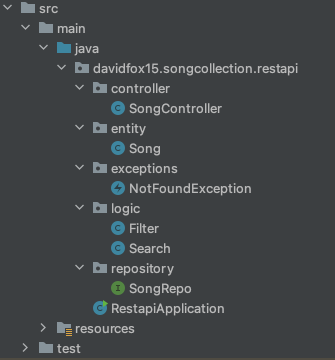 src
main
java
davidfox15.songcollection.restapi
controller
C SongController
entity
C Song
exceptions
NotFoundException
logic
C Filter
C Search
repository
I SongRepo
C RestapiApplication
resources
test